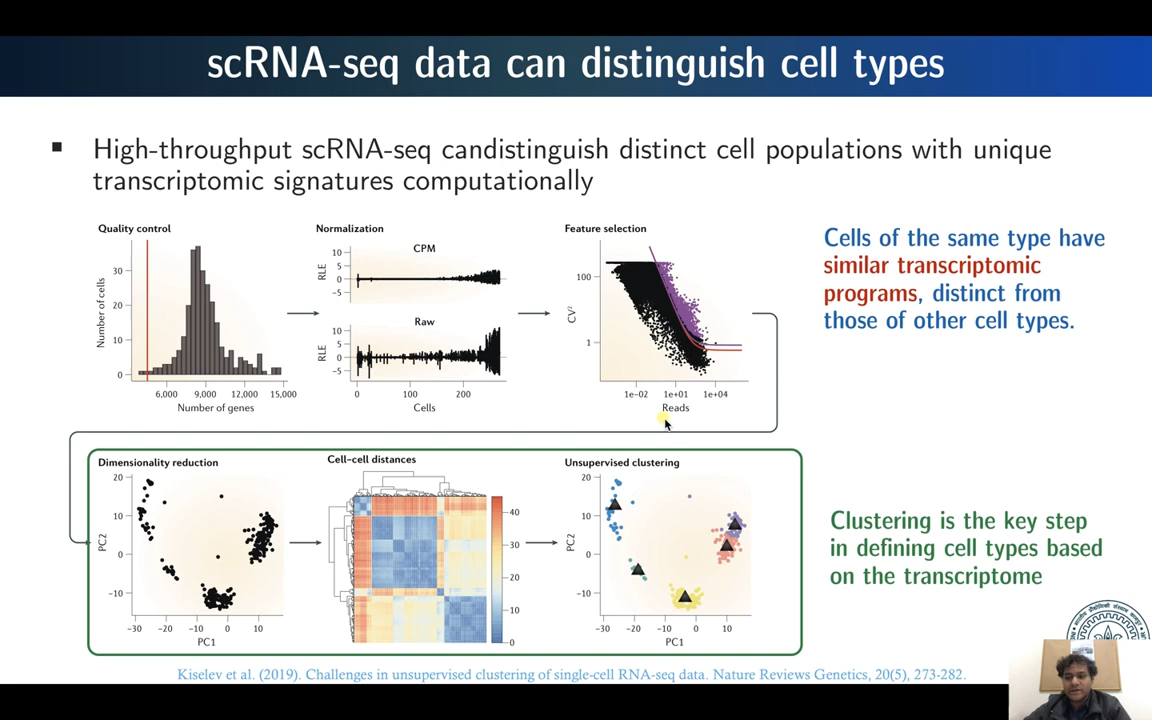 scRNA-seq data can distinguish cell types
▪ High-throughput scRNA-seq candistinguish distinct cell populations with unique
transcriptomic signatures computationally
Quality control
Number of cells
30
20
10
0
6,000 9,000 12,000 15,000
Number of genes
Normalization
CPM
RLE
10
5
0
−5
Raw
RLE
10
5
0
−5
0 100 200
Cells
Feature selection
CV²
100
1
1e−02 1e+01 1e+04
Reads
Cells of the same type have
similar transcriptomic
programs, distinct from
those of other cell types.
Dimensionality reduction
PC2
20
10
0
−10
−30 −20 −10 0 10
PC1
Cell–cell distances
40
30
20
10
0
Unsupervised clustering
PC2
20
10
0
−10
−30 −20 −10 0 10
PC1
Clustering is the key step
in defining cell types based
on the transcriptome
Kiselev et al. (2019). Challenges in unsupervised clustering of single-cell RNA-seq data. Nature Reviews Genetics, 20(5), 273-282.